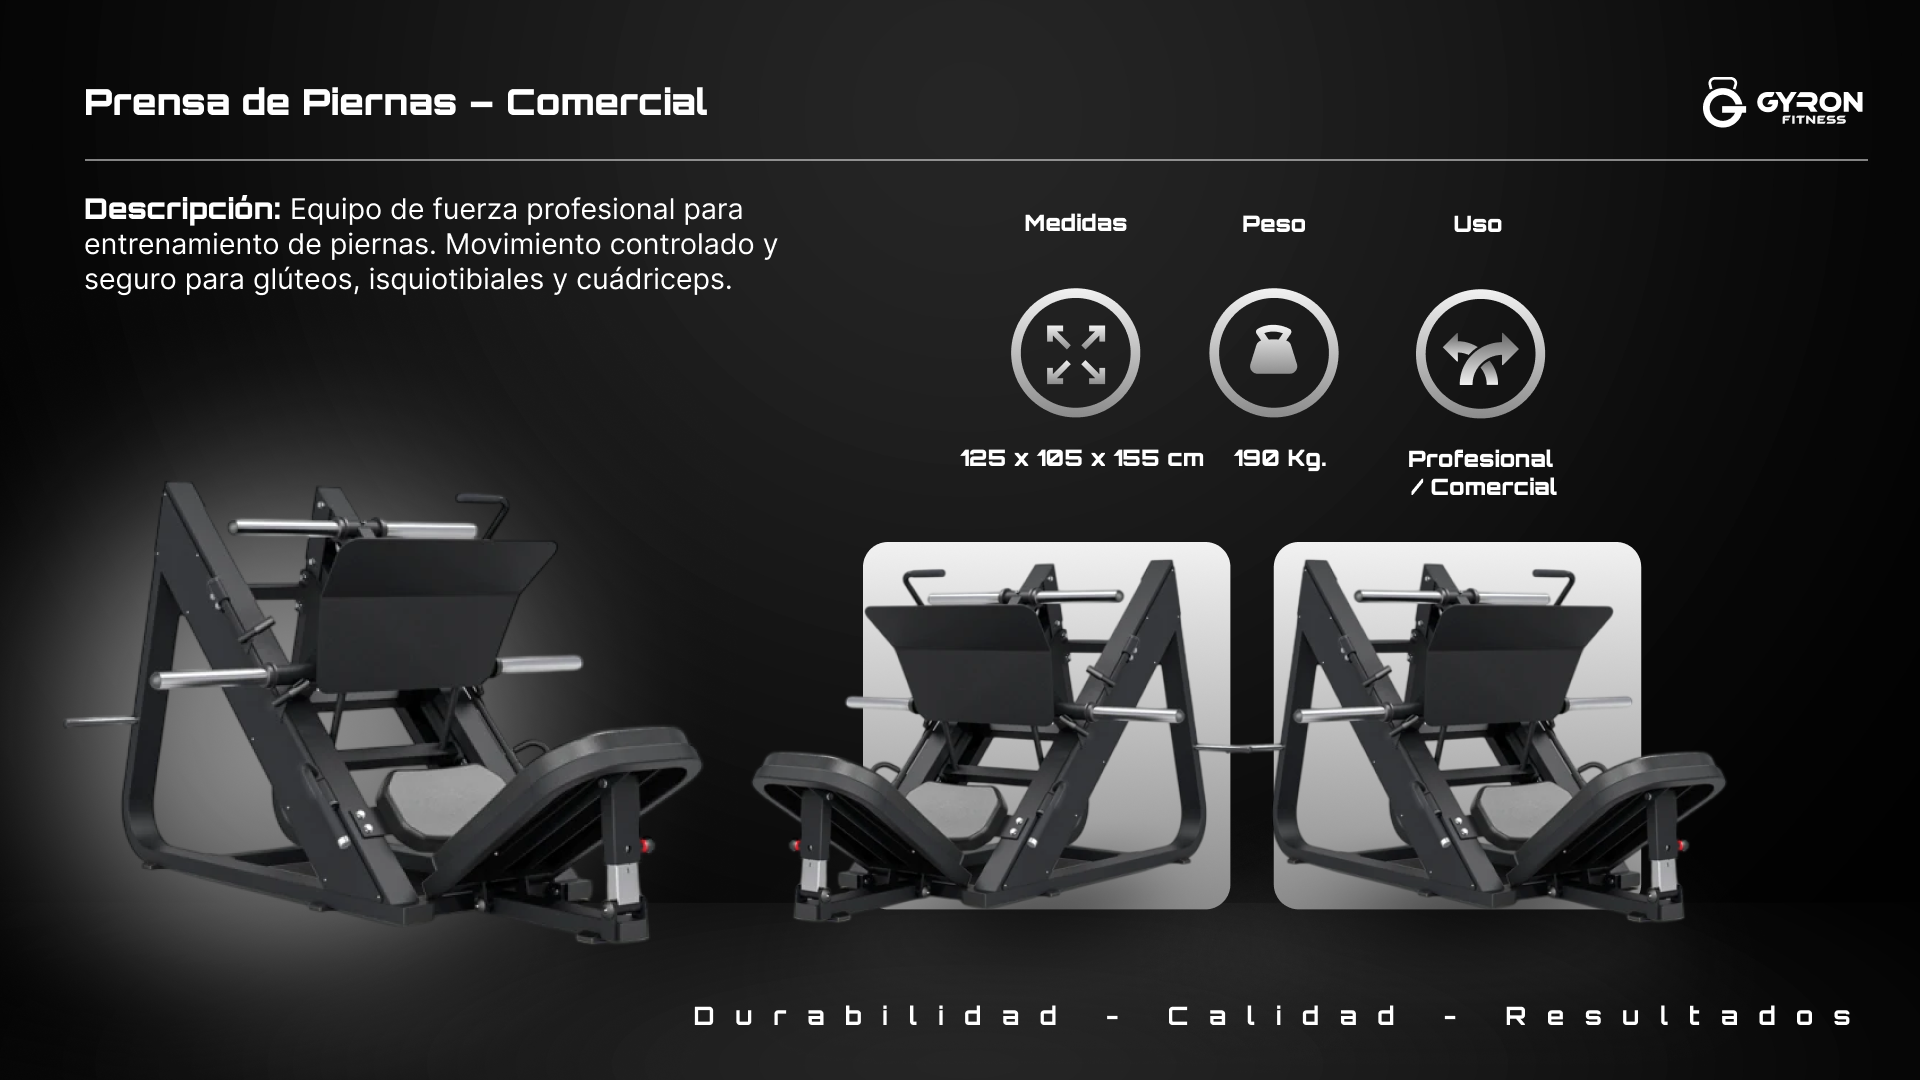 Prensa de Piernas – Comercial
GYRON
FITNESS
Descripción: Equipo de fuerza profesional para
entrenamiento de piernas. Movimiento controlado y
seguro para glúteos, isquiotibiales y cuádriceps.
Medidas
Peso
Uso
125 x 105 x 155 cm
190 Kg.
Profesional
/ Comercial
Durabilidad - Calidad - Resultados